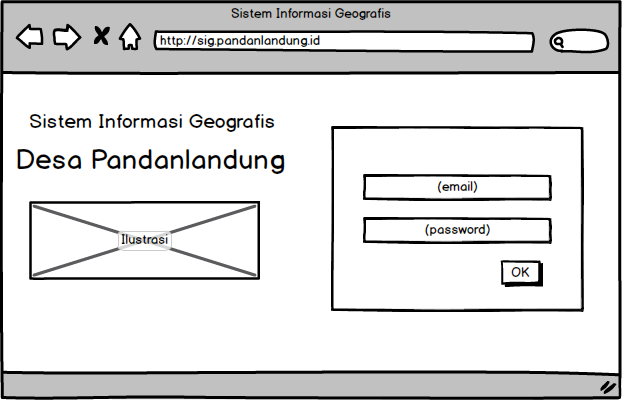 Sistem Informasi Geografis
http://sig.pandanlandung.id
Sistem Informasi Geografis
Desa Pandanlandung
Ilustrasi
(email)
(password)
OK